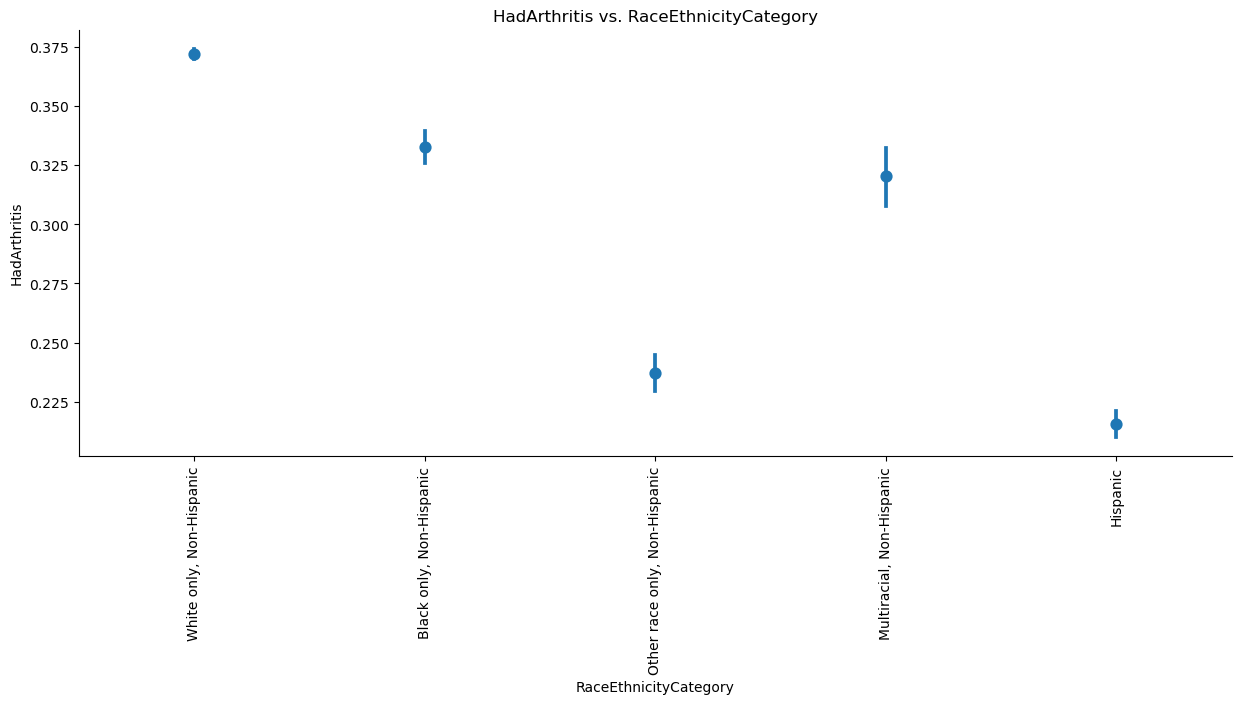 HadArthritis vs. RaceEthnicityCategory
0.375
0.350
0.325
0.300
0.275
0.250
0.225
HadArthritis
White only, Non-Hispanic
Black only, Non-Hispanic
Other race only, Non-Hispanic
Multiracial, Non-Hispanic
Hispanic
RaceEthnicityCategory